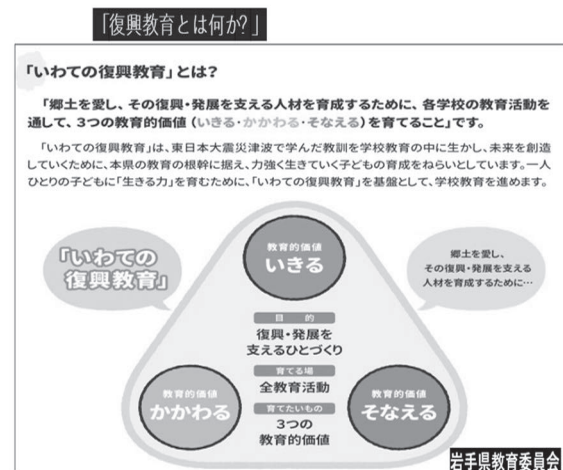 「復興教育とは何か?」
「いわての復興教育」とは?
「郷土を愛し、その復興・発展を支える人材を育成するために、各学校の教育活動を
通して、3つの教育的価値(いきる・かかわる・そなえる)を育てること」です。
「いわての復興教育」は、東日本大震災津波で学んだ教訓を学校教育の中に生かし、未来を創造
していくために、本県の教育の根幹に据え、力強く生きていく子どもの育成をねらいとしています。一人
ひとりの子どもに「生きる力」を育むために、「いわての復興教育」を基盤として、学校教育を進めます。
「いわての
復興教育」
教育的価値
いきる
郷土を愛し、
その復興・発展を支える
人材を育成するために…
目 的
復興・発展を
支えるひとづくり
育てる場
全教育活動
育てたいもの
3つの
教育的価値
教育的価値
かかわる
教育的価値
そなえる
岩手県教育委員会